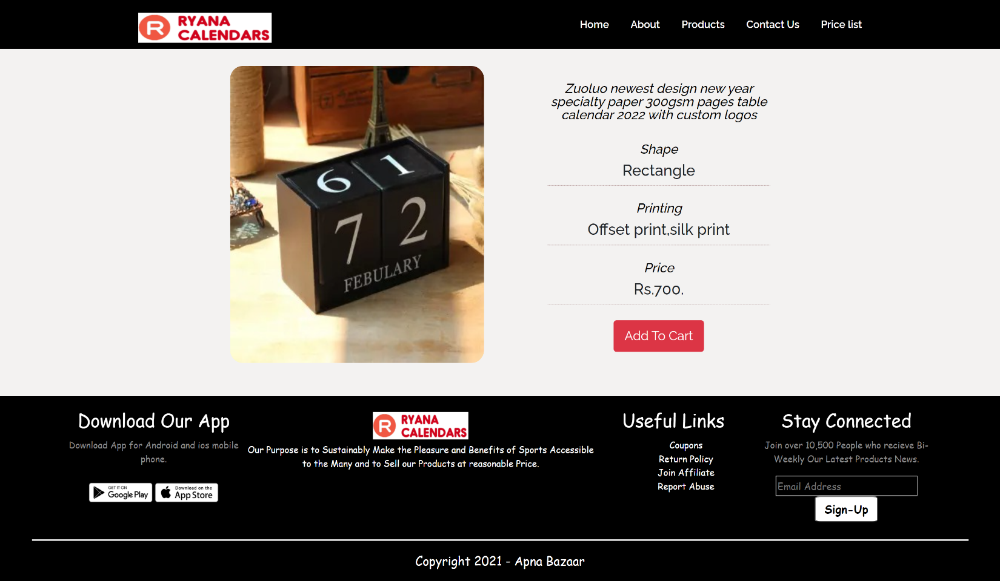 RYANA
CALENDARS
Home About Products Contact Us Price list
6 1
7 2
FEBULARY
Zuoluo newest design new year
specialty paper 300gsm pages table
calendar 2022 with custom logos
Shape
Rectangle
Printing
Offset print,silk print
Price
Rs.700.
Add To Cart
Download Our App
Download App for Android and ios mobile
phone.
GET IT ON
Google Play
Download on the
App Store
RYANA
CALENDARS
Our Purpose is to Sustainably Make the Pleasure and Benefits of Sports Accessible
to the Many and to Sell our Products at reasonable Price.
Useful Links
Coupons
Return Policy
Join Affiliate
Report Abuse
Stay Connected
Join over 10,500 People who recieve Bi-
Weekly Our Latest Products News.
Email Address
Sign-Up
Copyright 2021 - Apna Bazaar